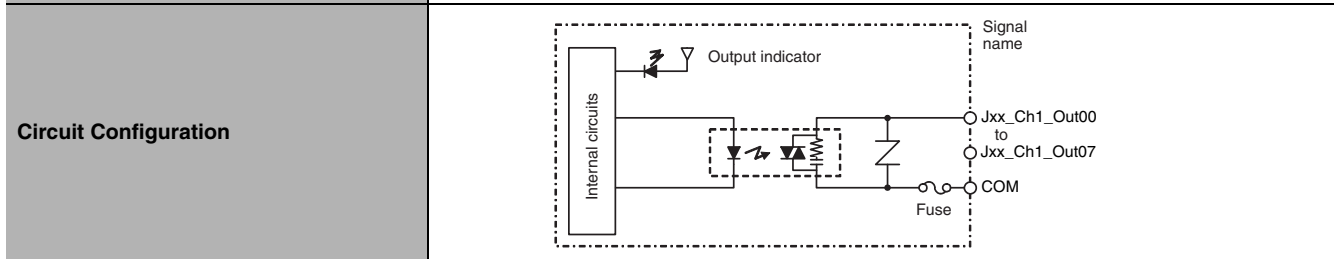 Circuit Configuration
Internal circuits
Output indicator
Signal
name
Jxx_Ch1_Out00
to
Jxx_Ch1_Out07
COM
Fuse